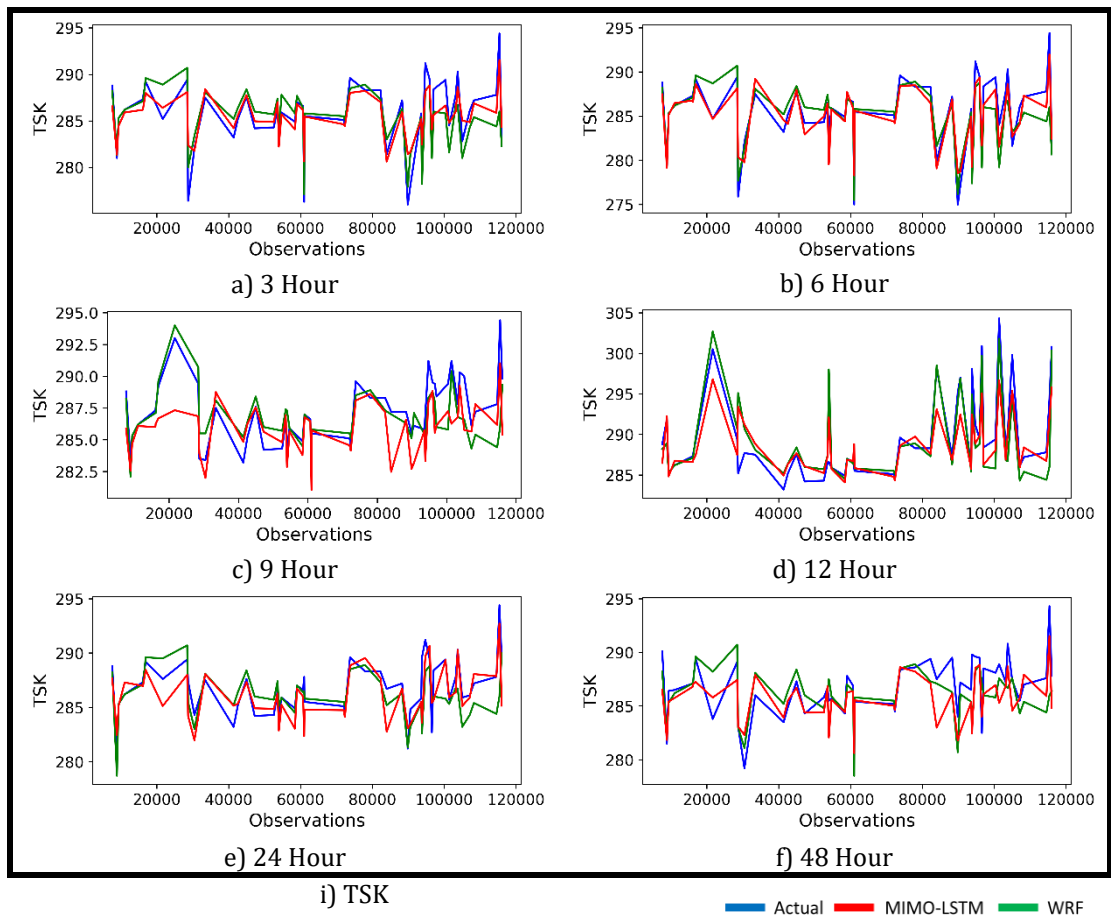 295
290
285
280
TSK
20000 40000 60000 80000 100000 120000
Observations
a) 3 Hour
295
290
285
280
275
TSK
20000 40000 60000 80000 100000 120000
Observations
b) 6 Hour
295.0
292.5
290.0
287.5
285.0
282.5
TSK
20000 40000 60000 80000 100000 120000
Observations
c) 9 Hour
305
300
295
290
285
TSK
20000 40000 60000 80000 100000 120000
Observations
d) 12 Hour
295
290
285
280
TSK
20000 40000 60000 80000 100000 120000
Observations
e) 24 Hour
295
290
285
280
TSK
20000 40000 60000 80000 100000 120000
Observations
f) 48 Hour
i) TSK
Actual MIMO-LSTM WRF